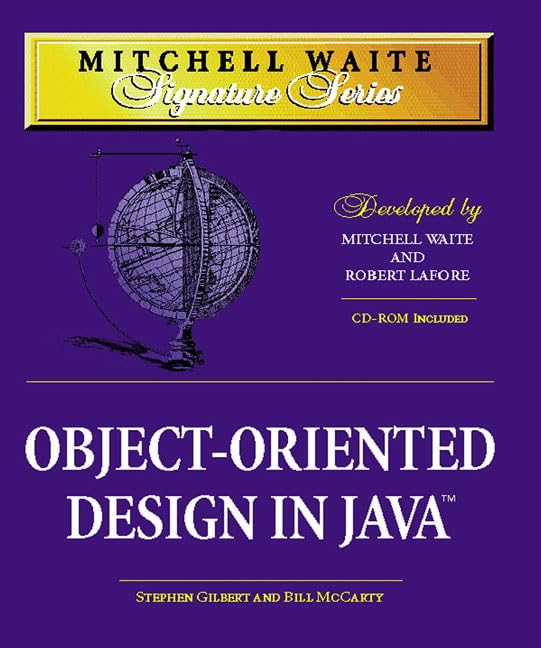 MITCHELL WAITE
Signature Series
Developed by
MITCHELL WAITE
AND
ROBERT LAFORE
CD-ROM INCLUDED
OBJECT-ORIENTED
DESIGN IN JAVA™
STEPHEN GILBERT AND BILL MCCARTY